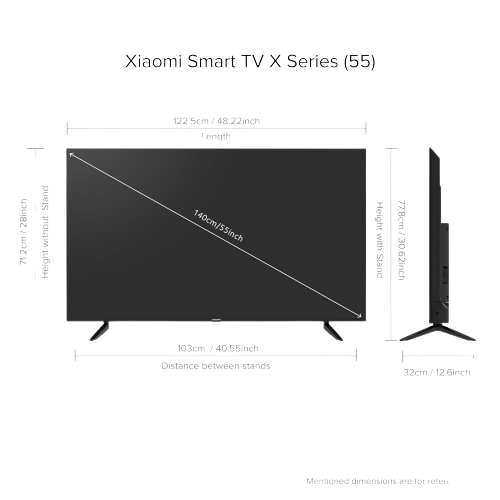 Xiaomi Smart TV X Series (55)
122.5cm / 48.22inch
Length
71.2cm / 28inch
Height without Stand
140cm/55inch
Height with Stand
77.8cm / 30.62inch
103cm / 40.55inch
Distance between stands
32cm / 12.6inch
Mentioned dimensions are for refere